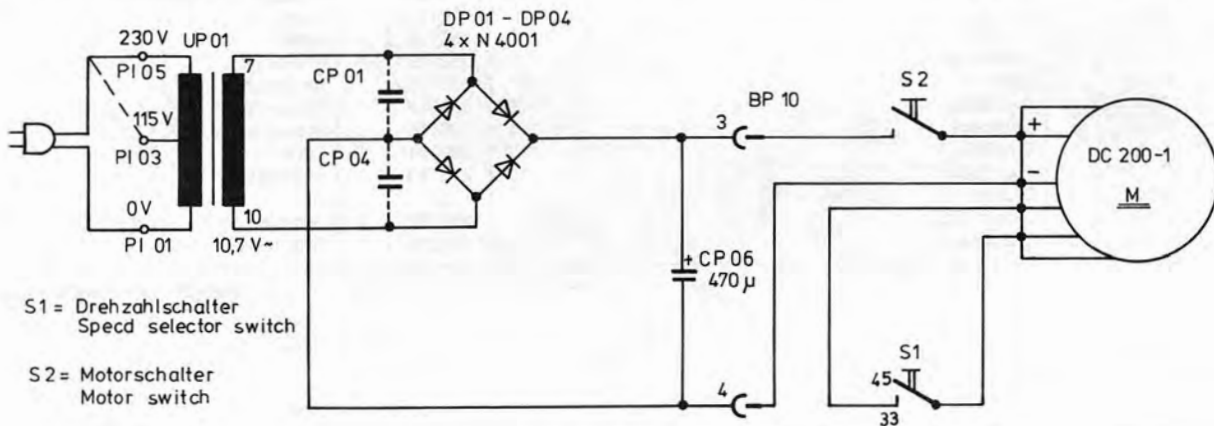 230 V
UP 01
PI 05
115 V
PI 03
0V
PI 01
7
10
10,7 V~
CP 01
CP 04
DP 01 - DP 04
4 x N 4001
+ CP 06
470 µ
3
BP 10
4
S 2
+
-
DC 200-1
M
S1
45
33
S1 = Drehzahlschalter
Specd selector switch
S2 = Motorschalter
Motor switch